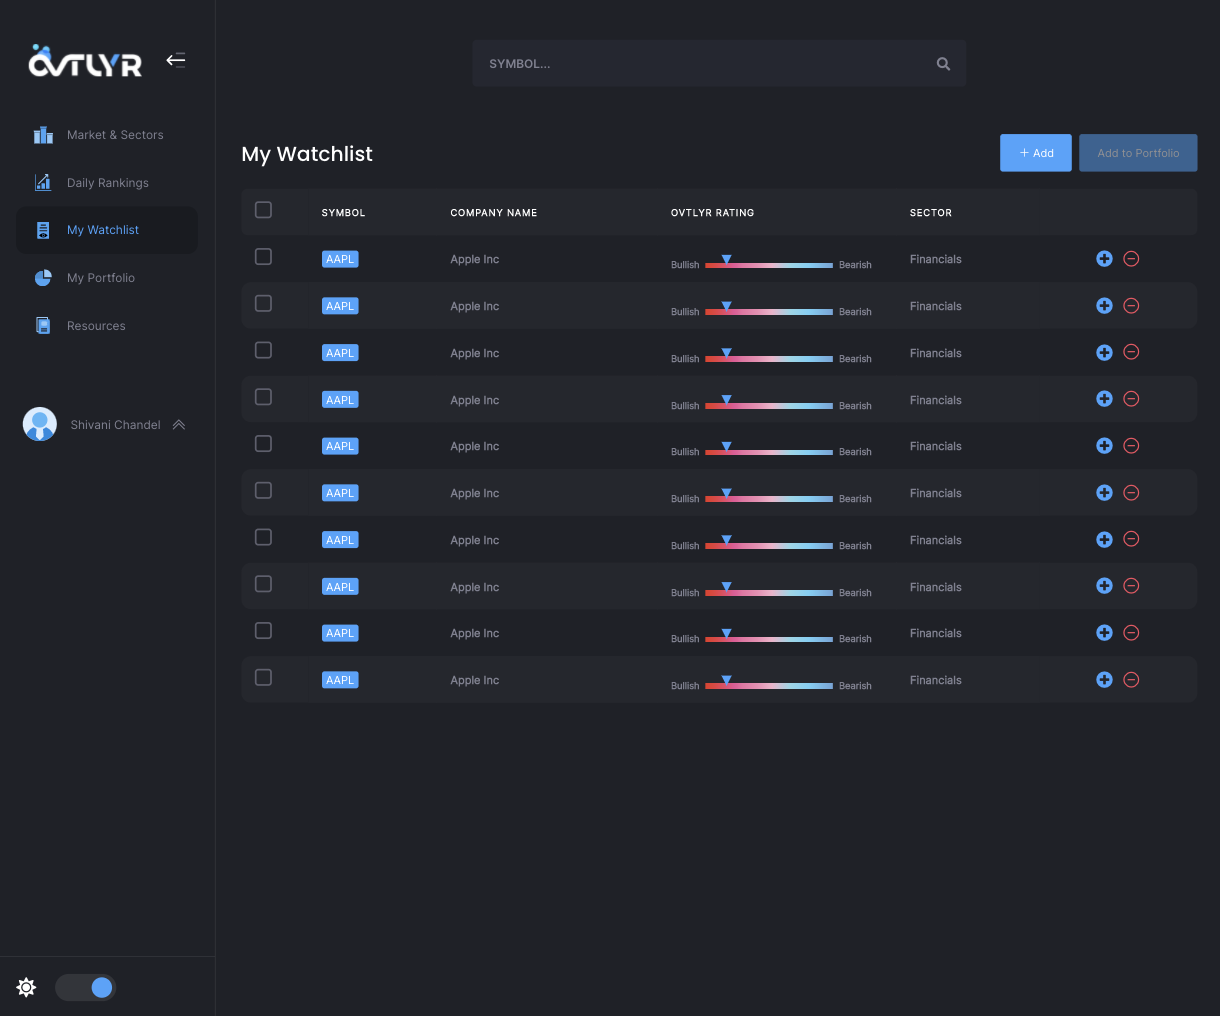 OVTLYR
SYMBOL...
Market & Sectors
Daily Rankings
My Watchlist
My Portfolio
Resources
Shivani Chandel
My Watchlist
+ Add
Add to Portfolio
SYMBOL COMPANY NAME OVTLYR RATING SECTOR
AAPL Apple Inc Bullish Bearish Financials
AAPL Apple Inc Bullish Bearish Financials
AAPL Apple Inc Bullish Bearish Financials
AAPL Apple Inc Bullish Bearish Financials
AAPL Apple Inc Bullish Bearish Financials
AAPL Apple Inc Bullish Bearish Financials
AAPL Apple Inc Bullish Bearish Financials
AAPL Apple Inc Bullish Bearish Financials
AAPL Apple Inc Bullish Bearish Financials
AAPL Apple Inc Bullish Bearish Financials